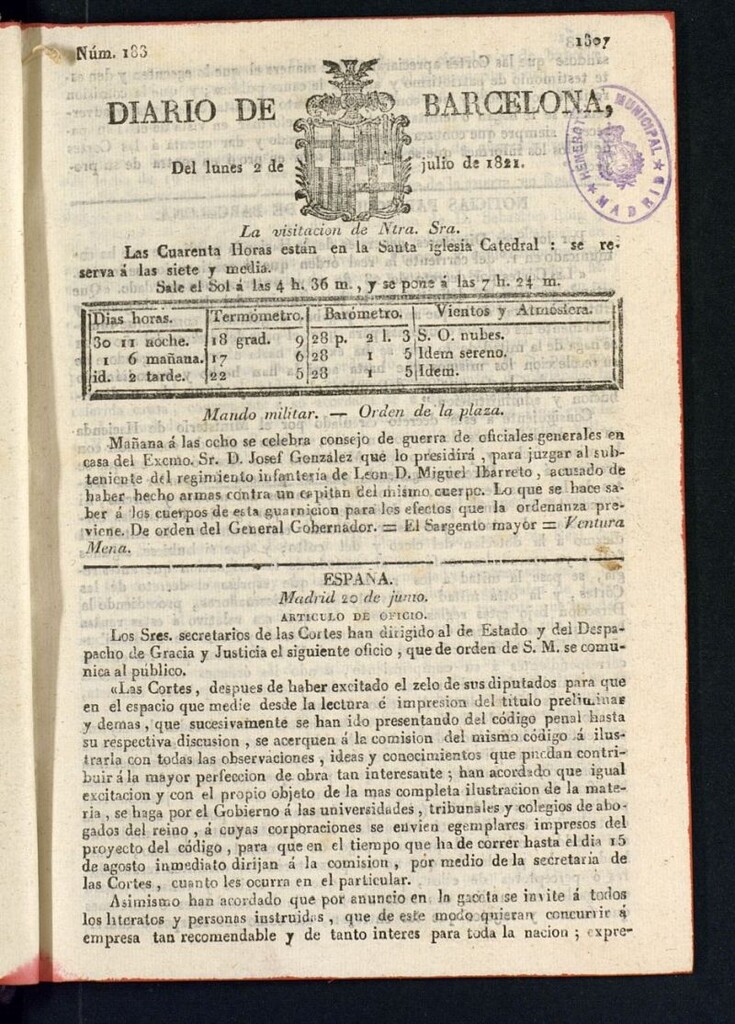 Núm. 183
1807
DIARIO DE BARCELONA,
Del lunes 2 de julio de 1821.
HEMEROTECA MUNICIPAL ★ MADRID ★
La visitacion de Ntra. Sra.
Las Cuarenta Horas están en la Santa iglesia Catedral : se re-
serva á las siete y media.
Sale el Sol á las 4 h. 36 m., y se pone á las 7 h. 24 m.
Dias horas. Termómetro. Barómetro. Vientos y Atmósfera.
30 11 noche. 18 grad. 9 28 p. 2 l. 3 S. O. nubes.
1 6 mañana. 17 6 28 1 5 Idem sereno.
id. 2 tarde. 22 5 28 1 5 Idem.
Mando militar. — Orden de la plaza.
Mañana á las ocho se celebra consejo de guerra de oficiales generales en
casa del Excmo. Sr. D. Josef Gonzàlez que lo presidirá, para juzgar al sub-
teniente del regimiento infantería de Leon D. Miguel Ibarreto, acusado de
haber hecho armas contra un capitan del mismo cuerpo. Lo que se hace sa-
ber á los cuerpos de esta guarnicion para los efectos que la ordenanza pre-
viene. De orden del General Gobernador. = El Sargento mayor = Ventura
Mena.
ESPAÑA.
Madrid 20 de junio.
ARTICULO DE OFICIO.
Los Sres. secretarios de las Cortes han dirigido al de Estado y del Despa-
pacho de Gracia y Justicia el siguiente oficio, que de orden de S. M. se comu-
nica al público.
«Las Cortes, despues de haber excitado el zelo de sus diputados para que
en el espacio que medie desde la lectura é impresion del título preliminar
y demas, que sucesivamente se han ido presentando del código penal hasta
su respectiva discusion, se acerquen á la comision del mismo código á ilus-
trarla con todas las observaciones, ideas y conocimientos que puedan contri-
buir á la mayor perfeccion de obra tan interesante; han acordado que igual
excitacion y con el propio objeto de la mas completa ilustracion de la mate-
ria, se haga por el Gobierno á las universidades, tribunales y colegios de abo-
gados del reino, á cuyas corporaciones se envien egemplares impresos del
proyecto del código, para que en el tiempo que ha de correr hasta el dia 15
de agosto inmediato dirijan á la comision, por medio de la secretaría de
las Cortes, cuanto les ocurra en el particular.
Asimismo han acordado que por anuncio en la gaceta se invite á todos
los literatos y personas instruidas, que de este modo quieran concurrir á
empresa tan recomendable y de tanto interes para toda la nacion; expre-